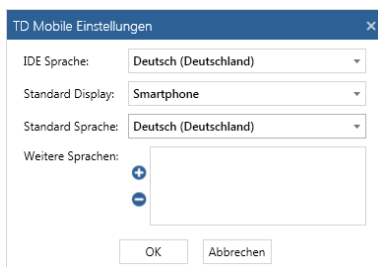 TD Mobile Einstellungen
IDE Sprache: Deutsch (Deutschland)
Standard Display: Smartphone
Standard Sprache: Deutsch (Deutschland)
Weitere Sprachen:
OK Abbrechen